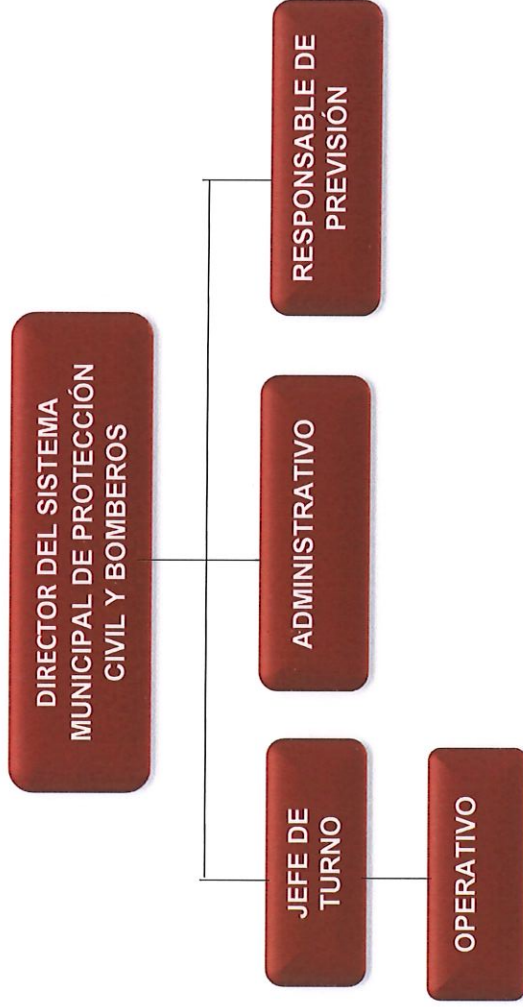 DIRECTOR DEL SISTEMA
MUNICIPAL DE PROTECCIÓN
CIVIL Y BOMBEROS
JEFE DE
TURNO
ADMINISTRATIVO
RESPONSABLE DE
PREVISIÓN
OPERATIVO